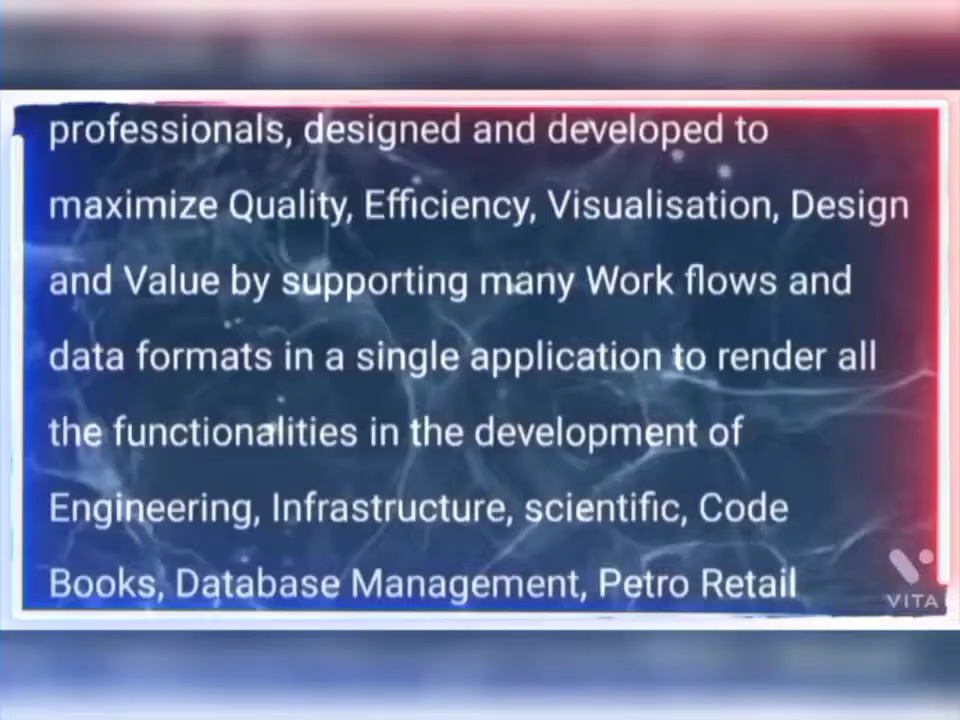 professionals, designed and developed to
maximize Quality, Efficiency, Visualisation, Design
and Value by supporting many Work flows and
data formats in a single application to render all
the functionalities in the development of
Engineering, Infrastructure, scientific, Code
Books, Database Management, Petro Retail
VITA